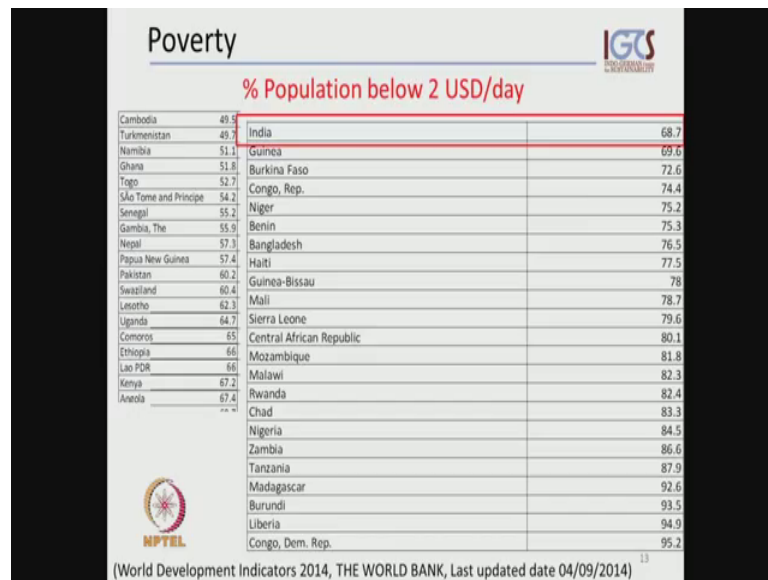 Poverty
IGCS
INDO-GERMAN Centre
for SUSTAINABILITY
% Population below 2 USD/day
Cambodia 49.5
Turkmenistan 49.7
Namibia 51.1
Ghana 51.8
Togo 52.7
SÃo Tome and Principe 54.2
Senegal 55.2
Gambia, The 55.9
Nepal 57.3
Papua New Guinea 57.4
Pakistan 60.2
Swaziland 60.4
Lesotho 62.3
Uganda 64.7
Comoros 65
Ethiopia 66
Lao PDR 66
Kenya 67.2
Angola 67.4
India 68.7
Guinea 69.6
Burkina Faso 72.6
Congo, Rep. 74.4
Niger 75.2
Benin 75.3
Bangladesh 76.5
Haiti 77.5
Guinea-Bissau 78
Mali 78.7
Sierra Leone 79.6
Central African Republic 80.1
Mozambique 81.8
Malawi 82.3
Rwanda 82.4
Chad 83.3
Nigeria 84.5
Zambia 86.6
Tanzania 87.9
Madagascar 92.6
Burundi 93.5
Liberia 94.9
Congo, Dem. Rep. 95.2
NPTEL
13
(World Development Indicators 2014, THE WORLD BANK, Last updated date 04/09/2014)